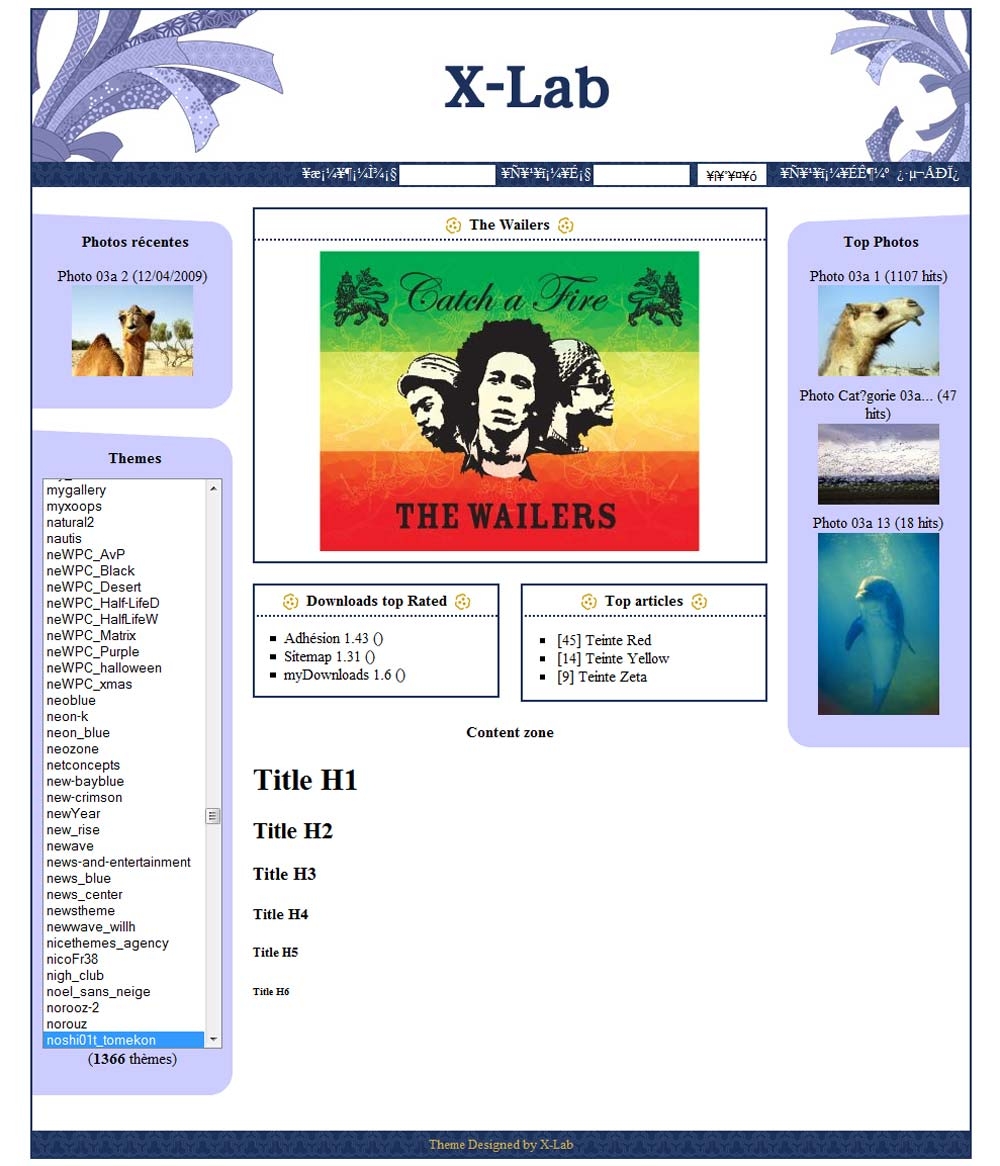 X-Lab
¥æ¡¼¥¶¡¼Ì¾¡§ ¥Ñ¥¹¥ï¡¼¥É¡§ ¥í¥°¥¤¥ó ¥Ñ¥¹¥ï¡¼¥ÉÊ¶¼º ¿·µ¬ÅÐÏ¿
Photos récentes
Photo 03a 2 (12/04/2009)
Themes
mygallery
myxoops
natural2
nautis
neWPC_AvP
neWPC_Black
neWPC_Desert
neWPC_Half-LifeD
neWPC_HalfLifeW
neWPC_Matrix
neWPC_Purple
neWPC_halloween
neWPC_xmas
neoblue
neon-k
neon_blue
neozone
netconcepts
new-bayblue
new-crimson
newYear
new_rise
newave
news-and-entertainment
news_blue
news_center
newstheme
newwave_willh
nicethemes_agency
nicoFr38
nigh_club
noel_sans_neige
norooz-2
norouz
noshi01t_tomekon
(1366 thèmes)
The Wailers
Catch a Fire
THE WAILERS
Downloads top Rated
Adhésion 1.43 ()
Sitemap 1.31 ()
myDownloads 1.6 ()
Top articles
[45] Teinte Red
[14] Teinte Yellow
[9] Teinte Zeta
Content zone
Title H1
Title H2
Title H3
Title H4
Title H5
Title H6
Top Photos
Photo 03a 1 (1107 hits)
Photo Cat?gorie 03a... (47
hits)
Photo 03a 13 (18 hits)
Theme Designed by X-Lab